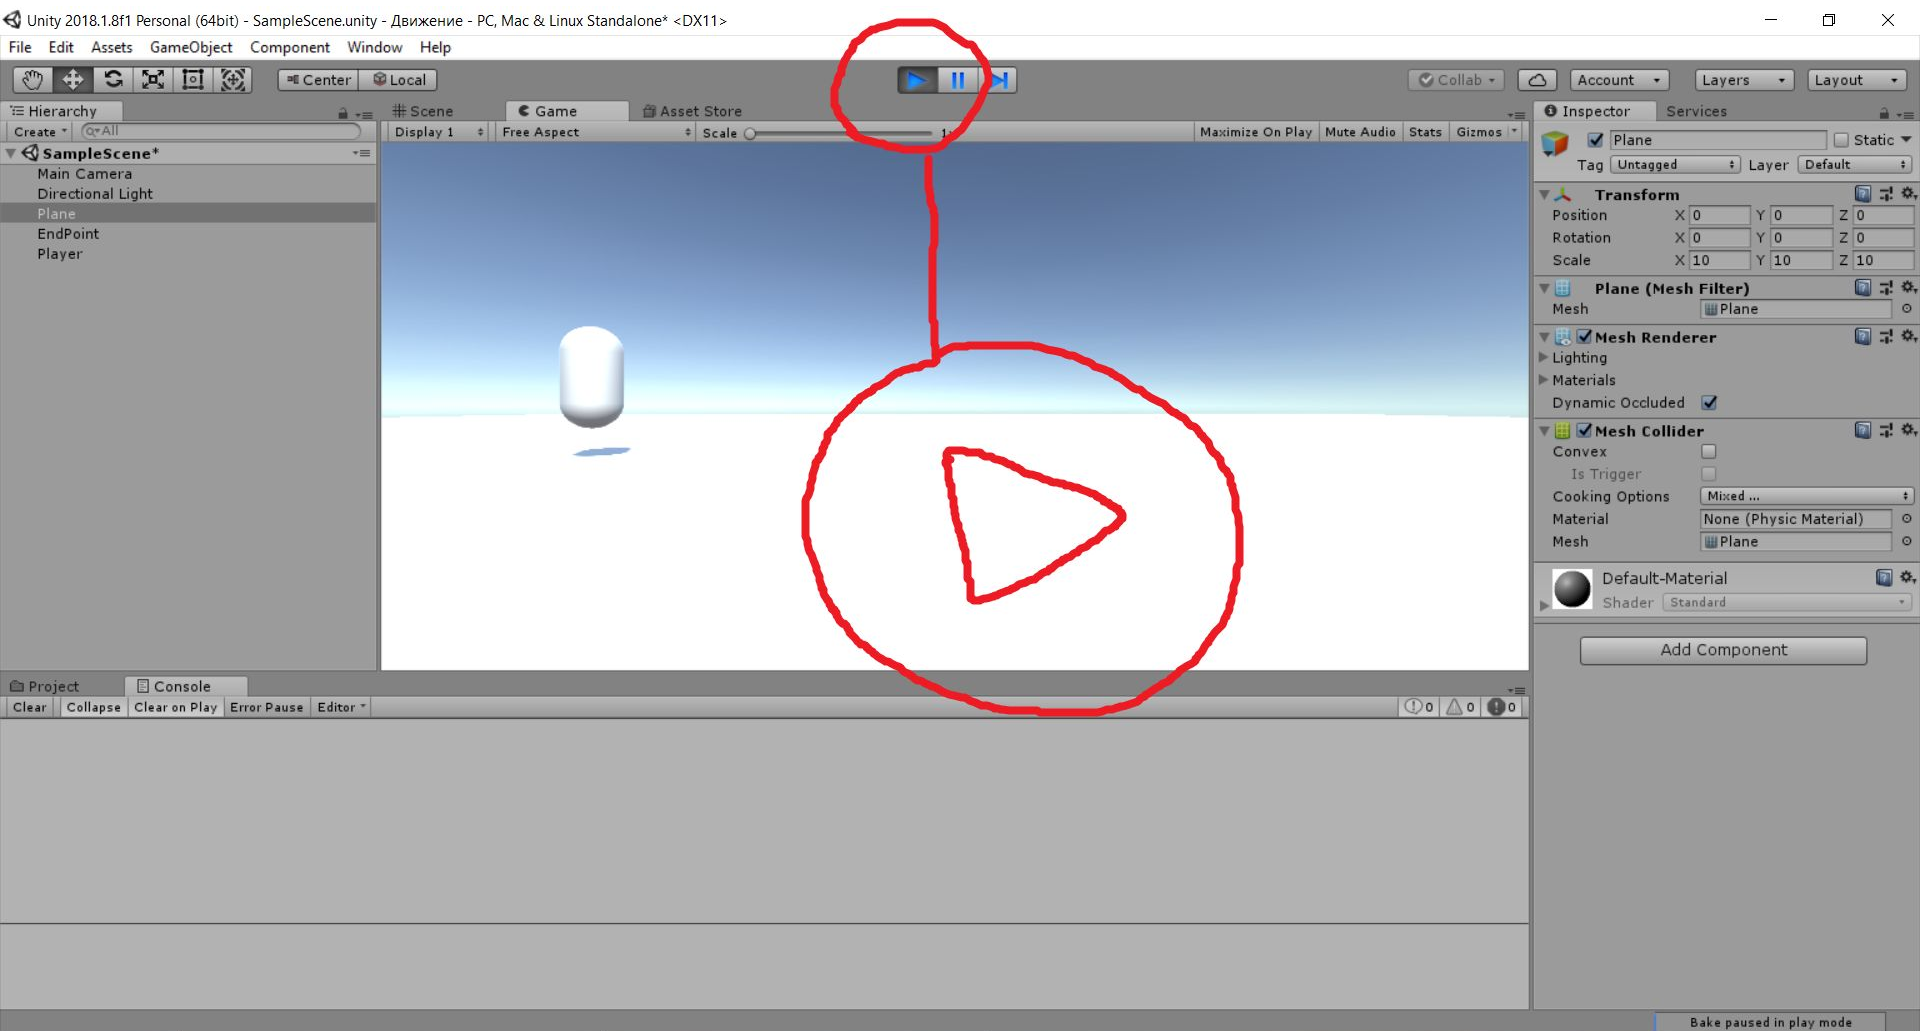 Unity 2018.1.8f1 Personal (64bit) - SampleScene.unity - Движение - PC, Mac & Linux Standalone* <DX11>
File Edit Assets GameObject Component Window Help
Center Local Collab Account Layers Layout
Hierarchy Scene Game Asset Store Inspector Services
Create All Display 1 Free Aspect Scale Maximize On Play Mute Audio Stats Gizmos
SampleScene*
Main Camera
Directional Light
Plane
EndPoint
Player
Plane Static
Tag Untagged Layer Default
Transform
Position X 0 Y 0 Z 0
Rotation X 0 Y 0 Z 0
Scale X 10 Y 10 Z 10
Plane (Mesh Filter)
Mesh Plane
Mesh Renderer
Lighting
Materials
Dynamic Occluded
Mesh Collider
Convex
Is Trigger
Cooking Options Mixed ...
Material None (Physic Material)
Mesh Plane
Default-Material
Shader Standard
Add Component
Project Console
Clear Collapse Clear on Play Error Pause Editor 0 0 0
Bake paused in play mode